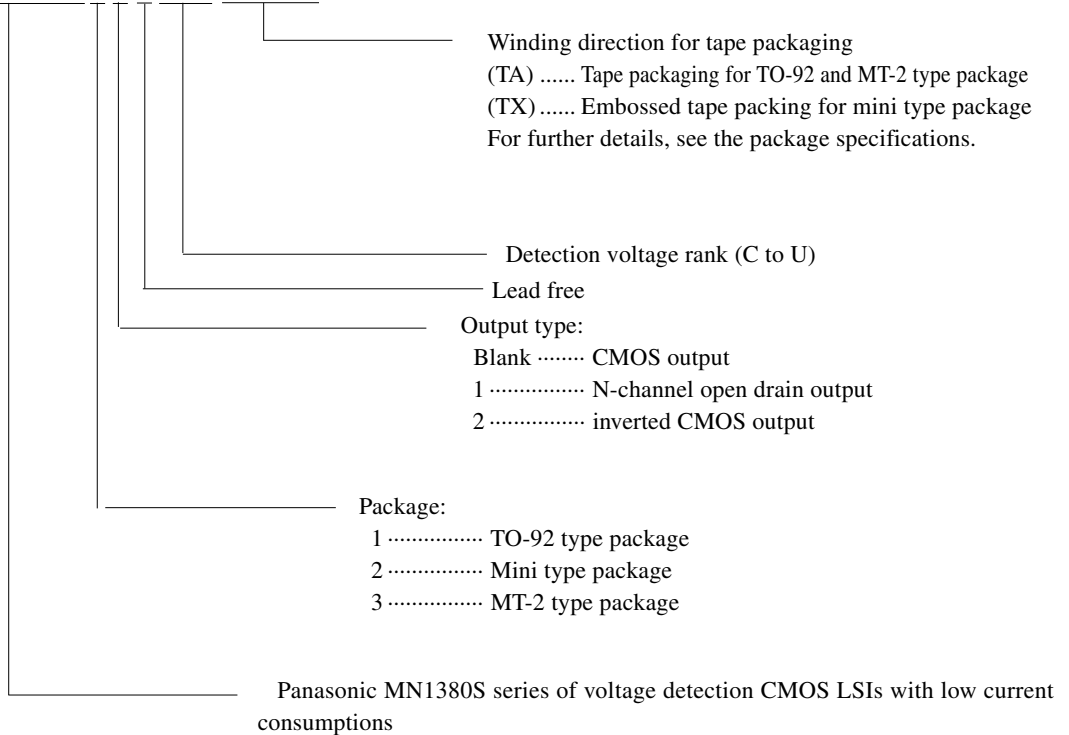 Winding direction for tape packaging
(TA) ...... Tape packaging for TO-92 and MT-2 type package
(TX) ...... Embossed tape packing for mini type package
For further details, see the package specifications.
Detection voltage rank (C to U)
Lead free
Output type:
Blank ········ CMOS output
1 ················ N-channel open drain output
2 ················ inverted CMOS output
Package:
1 ················ TO-92 type package
2 ················ Mini type package
3 ················ MT-2 type package
Panasonic MN1380S series of voltage detection CMOS LSIs with low current
consumptions